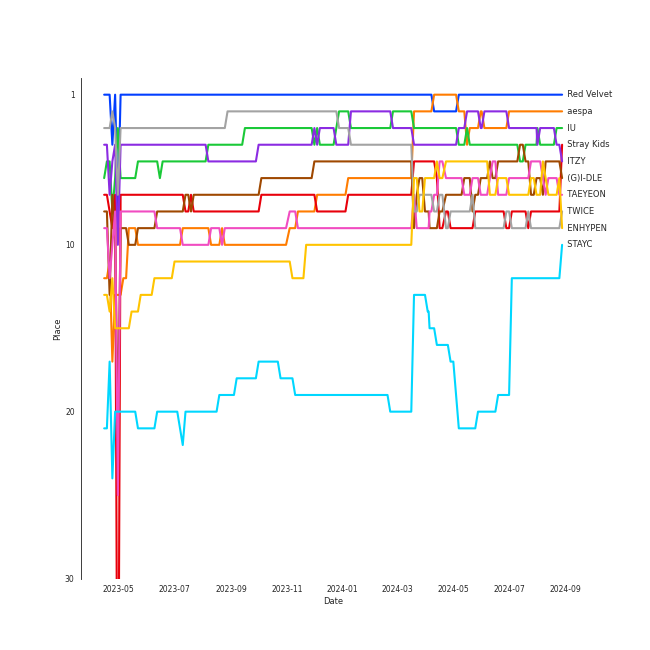 1
10
20
30
Place
2023-05
2023-07
2023-09
2023-11
2024-01
2024-03
2024-05
2024-07
2024-09
Date
Red Velvet
aespa
IU
Stray Kids
ITZY
(G)I-DLE
TAEYEON
TWICE
ENHYPEN
STAYC